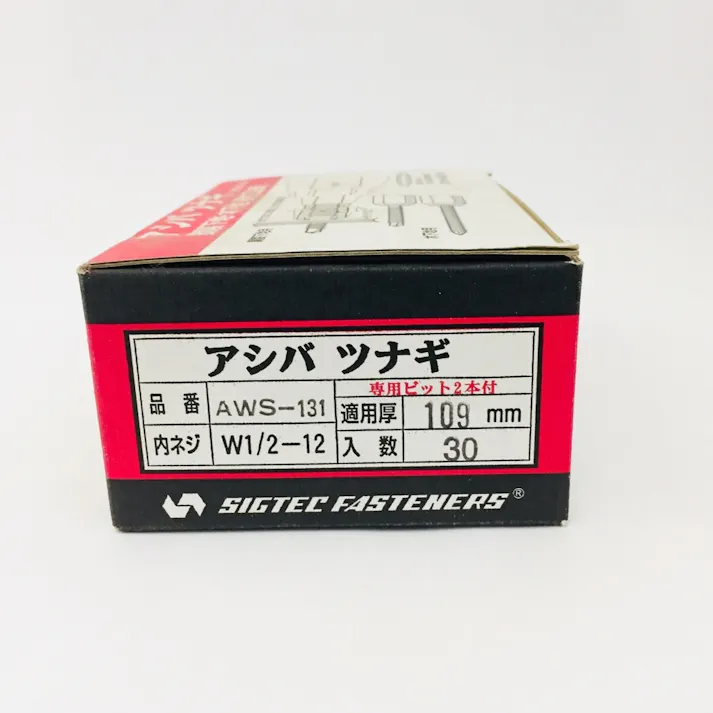 アシバ ツナギ
専用ビット2本付
品番 AWS-131 適用厚 109 mm
内ネジ W1/2-12 入数 30
SIGTEC FASTENERS®